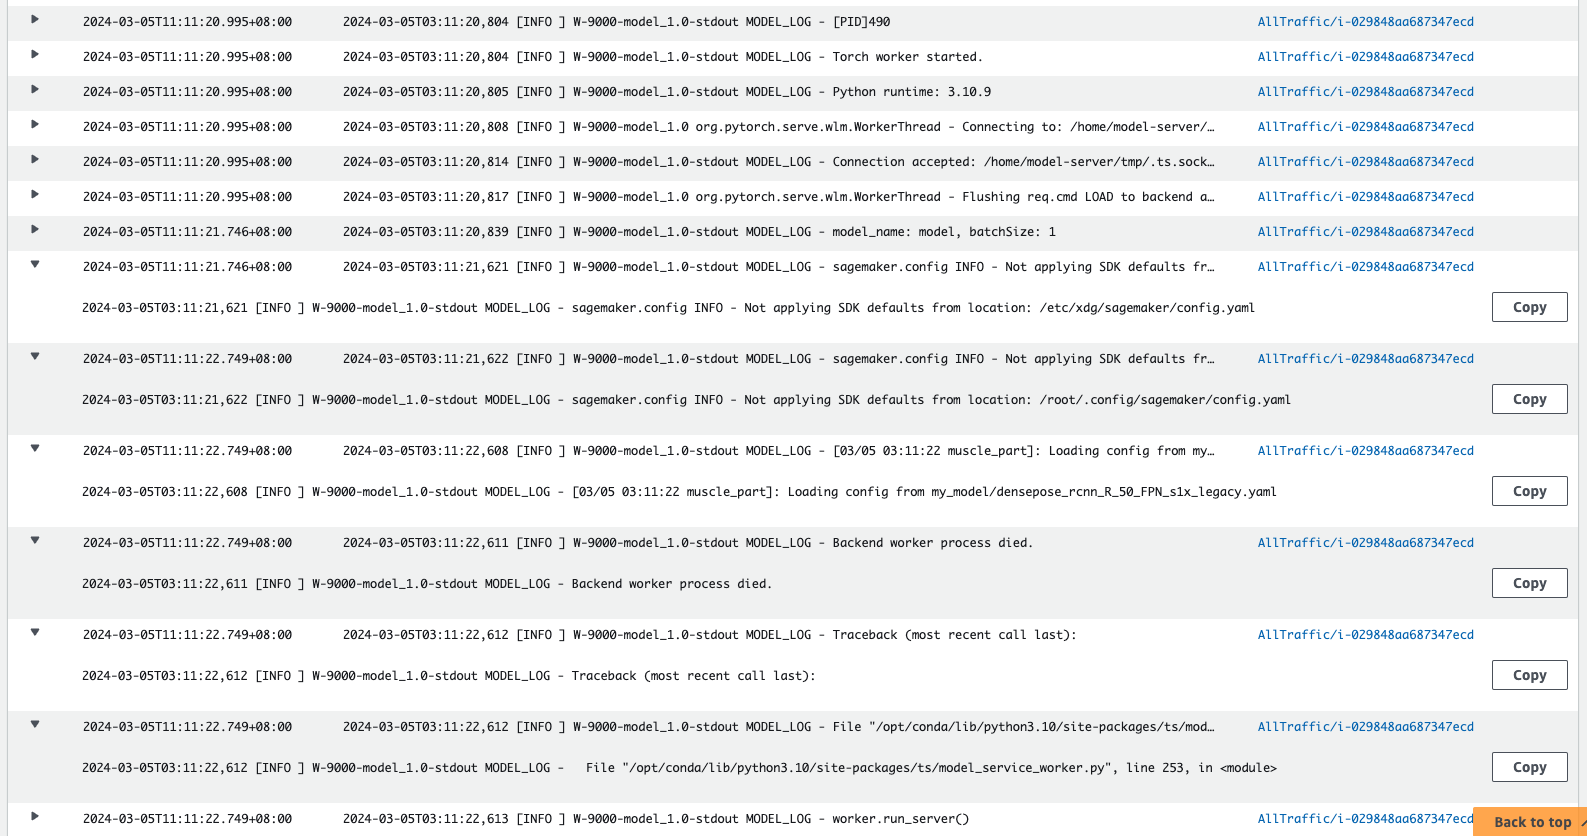 2024-03-05T11:11:20.995+08:00 2024-03-05T03:11:20,804 [INFO ] W-9000-model_1.0-stdout MODEL_LOG - [PID]490 AllTraffic/i-029848aa687347ecd
2024-03-05T11:11:20.995+08:00 2024-03-05T03:11:20,804 [INFO ] W-9000-model_1.0-stdout MODEL_LOG - Torch worker started. AllTraffic/i-029848aa687347ecd
2024-03-05T11:11:20.995+08:00 2024-03-05T03:11:20,805 [INFO ] W-9000-model_1.0-stdout MODEL_LOG - Python runtime: 3.10.9 AllTraffic/i-029848aa687347ecd
2024-03-05T11:11:20.995+08:00 2024-03-05T03:11:20,808 [INFO ] W-9000-model_1.0 org.pytorch.serve.wlm.WorkerThread - Connecting to: /home/model-server/… AllTraffic/i-029848aa687347ecd
2024-03-05T11:11:20.995+08:00 2024-03-05T03:11:20,814 [INFO ] W-9000-model_1.0-stdout MODEL_LOG - Connection accepted: /home/model-server/tmp/.ts.sock… AllTraffic/i-029848aa687347ecd
2024-03-05T11:11:20.995+08:00 2024-03-05T03:11:20,817 [INFO ] W-9000-model_1.0 org.pytorch.serve.wlm.WorkerThread - Flushing req.cmd LOAD to backend a… AllTraffic/i-029848aa687347ecd
2024-03-05T11:11:21.746+08:00 2024-03-05T03:11:20,839 [INFO ] W-9000-model_1.0-stdout MODEL_LOG - model_name: model, batchSize: 1 AllTraffic/i-029848aa687347ecd
2024-03-05T11:11:21.746+08:00 2024-03-05T03:11:21,621 [INFO ] W-9000-model_1.0-stdout MODEL_LOG - sagemaker.config INFO - Not applying SDK defaults fr… AllTraffic/i-029848aa687347ecd
2024-03-05T03:11:21,621 [INFO ] W-9000-model_1.0-stdout MODEL_LOG - sagemaker.config INFO - Not applying SDK defaults from location: /etc/xdg/sagemaker/config.yaml Copy
2024-03-05T11:11:22.749+08:00 2024-03-05T03:11:21,622 [INFO ] W-9000-model_1.0-stdout MODEL_LOG - sagemaker.config INFO - Not applying SDK defaults fr… AllTraffic/i-029848aa687347ecd
2024-03-05T03:11:21,622 [INFO ] W-9000-model_1.0-stdout MODEL_LOG - sagemaker.config INFO - Not applying SDK defaults from location: /root/.config/sagemaker/config.yaml Copy
2024-03-05T11:11:22.749+08:00 2024-03-05T03:11:22,608 [INFO ] W-9000-model_1.0-stdout MODEL_LOG - [03/05 03:11:22 muscle_part]: Loading config from my… AllTraffic/i-029848aa687347ecd
2024-03-05T03:11:22,608 [INFO ] W-9000-model_1.0-stdout MODEL_LOG - [03/05 03:11:22 muscle_part]: Loading config from my_model/densepose_rcnn_R_50_FPN_s1x_legacy.yaml Copy
2024-03-05T11:11:22.749+08:00 2024-03-05T03:11:22,611 [INFO ] W-9000-model_1.0-stdout MODEL_LOG - Backend worker process died. AllTraffic/i-029848aa687347ecd
2024-03-05T03:11:22,611 [INFO ] W-9000-model_1.0-stdout MODEL_LOG - Backend worker process died. Copy
2024-03-05T11:11:22.749+08:00 2024-03-05T03:11:22,612 [INFO ] W-9000-model_1.0-stdout MODEL_LOG - Traceback (most recent call last): AllTraffic/i-029848aa687347ecd
2024-03-05T03:11:22,612 [INFO ] W-9000-model_1.0-stdout MODEL_LOG - Traceback (most recent call last): Copy
2024-03-05T11:11:22.749+08:00 2024-03-05T03:11:22,612 [INFO ] W-9000-model_1.0-stdout MODEL_LOG - File "/opt/conda/lib/python3.10/site-packages/ts/mod… AllTraffic/i-029848aa687347ecd
2024-03-05T03:11:22,612 [INFO ] W-9000-model_1.0-stdout MODEL_LOG - File "/opt/conda/lib/python3.10/site-packages/ts/model_service_worker.py", line 253, in <module> Copy
2024-03-05T11:11:22.749+08:00 2024-03-05T03:11:22,613 [INFO ] W-9000-model_1.0-stdout MODEL_LOG - worker.run_server() AllTraffic/i-029848aa687347ecd
Back to top